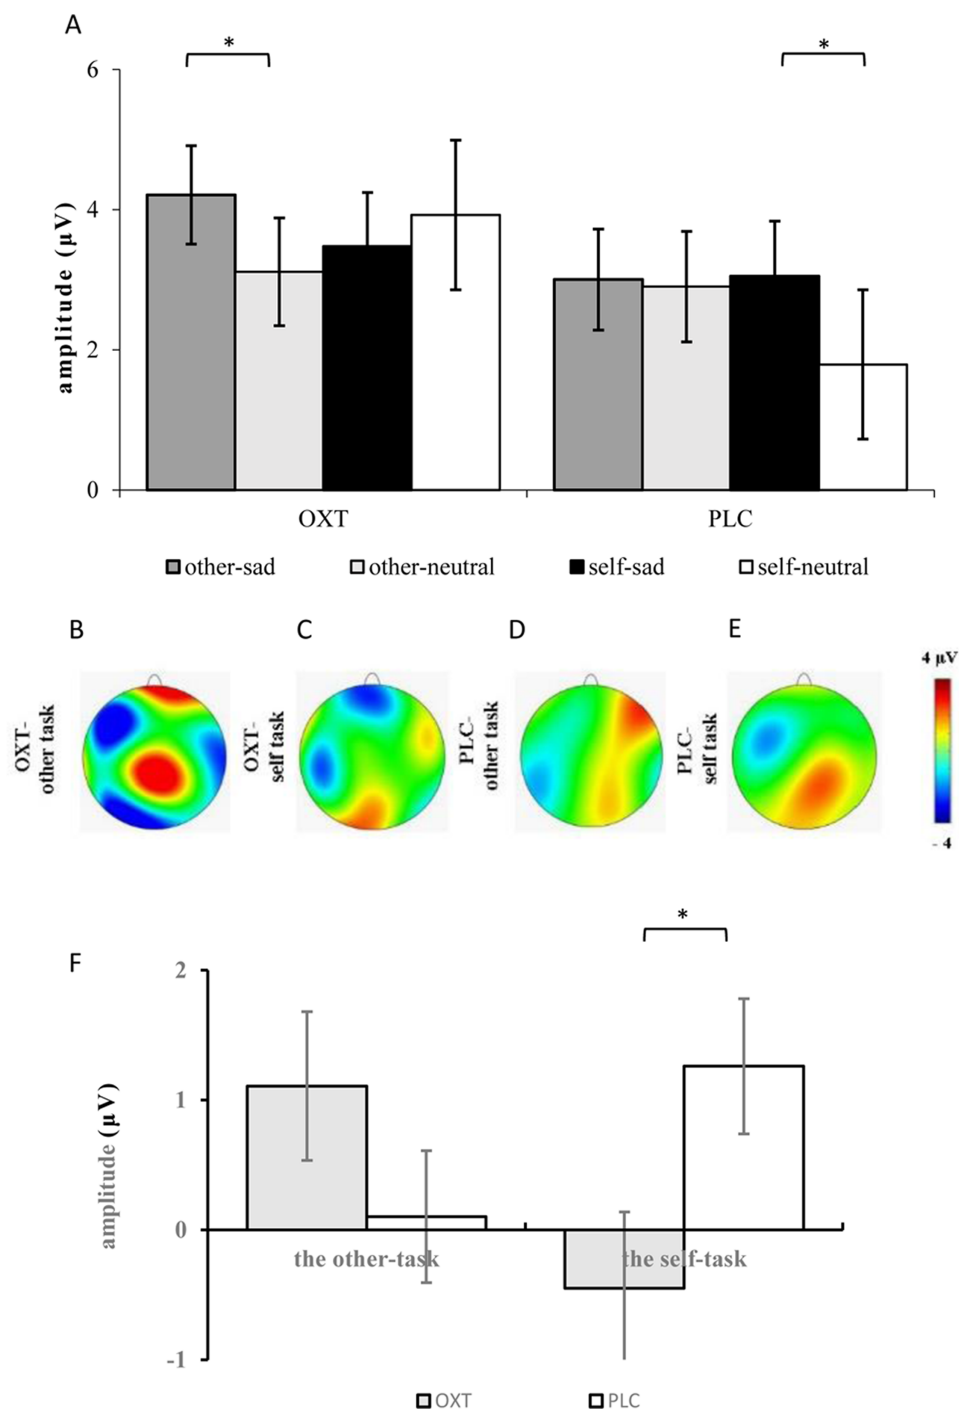 A
* *
6
4
2
0
amplitude (μV)
OXT PLC
other-sad other-neutral self-sad self-neutral
B C D E
OXT-
other task
OXT-
self task
PLC-
other task
PLC-
self task
4 μV
- 4
*
F
2
1
0
-1
amplitude (μV)
the other-task the self-task
OXT PLC